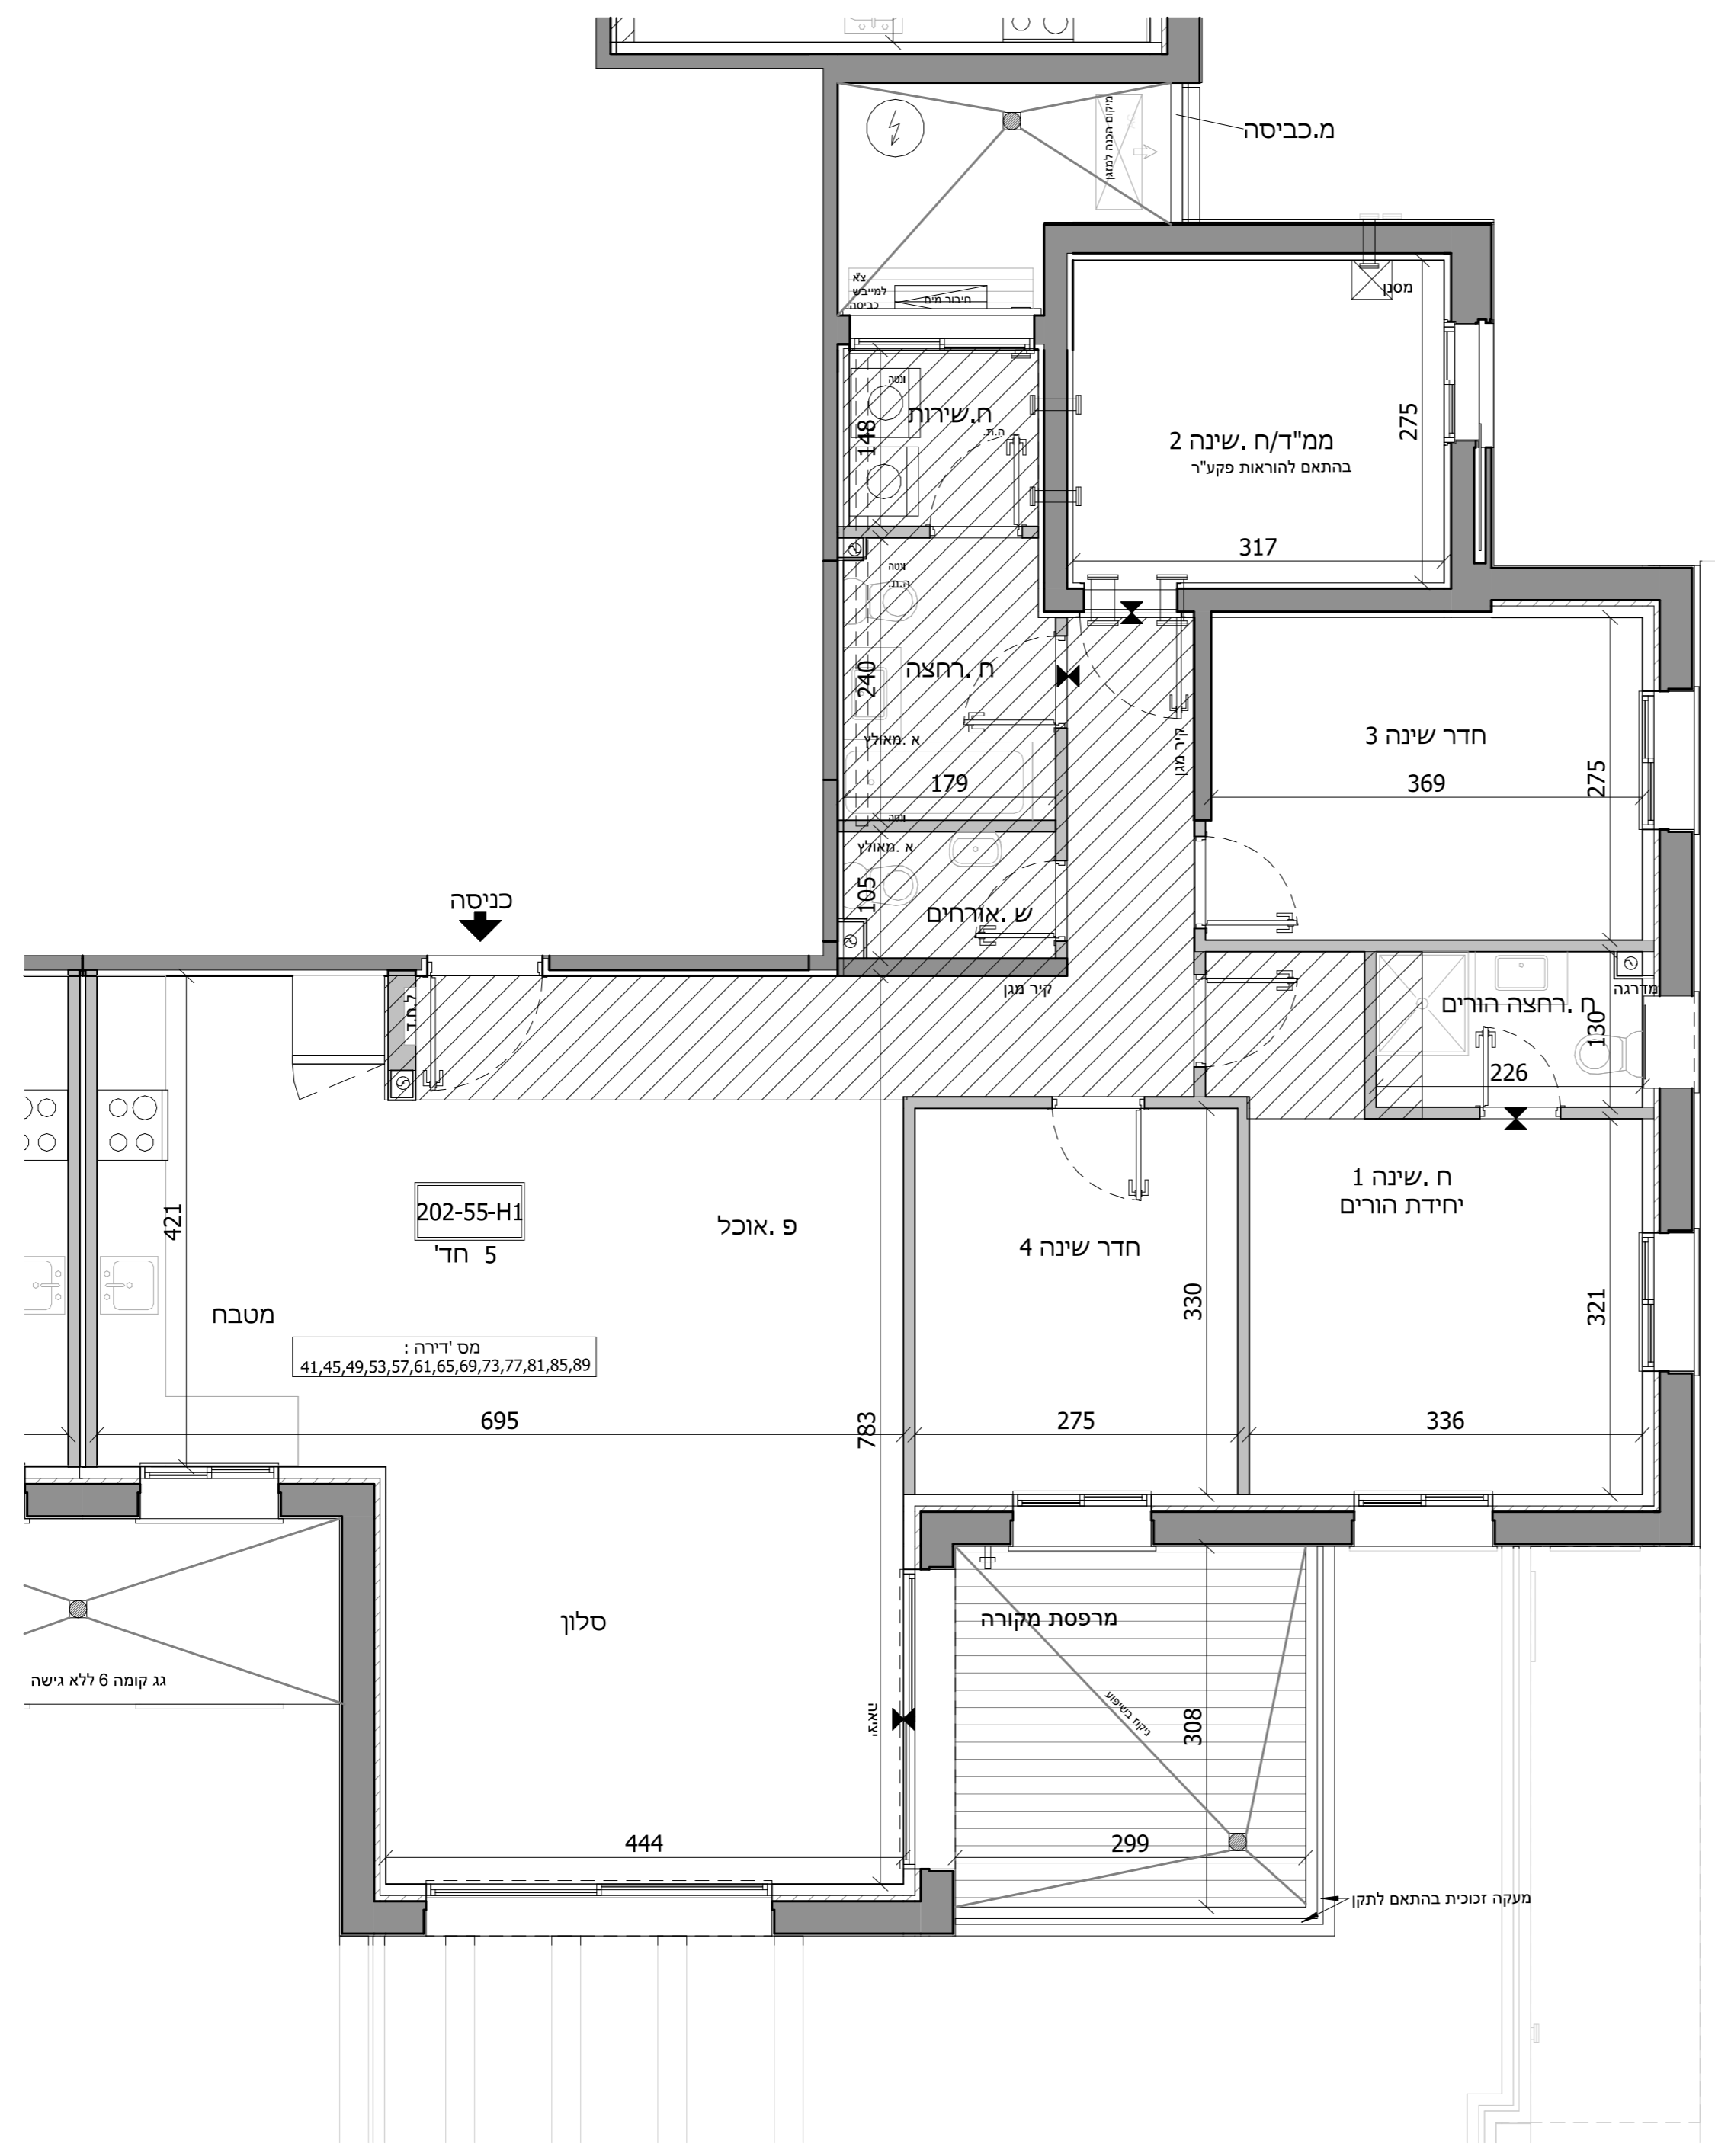 מ.כביסה
מיקום הכנה למזגן
צ"א
למייבש
כביסה
חיבור מים
מסנן
ונטה
ח.שירות
ה.ת.
148
275
ממ"ד/ח .שינה 2
בהתאם להוראות פקע"ר
317
ונטה
ה.ת.
ח .רחצה
240
א .מאולץ
179
ונטה
קיר מגן
חדר שינה 3
369
275
א .מאולץ
105
ש .אורחים
כניסה
קיר מגן
ל.ח.ד
מדרגה
ח .רחצה הורים
130
226
421
202-55-H1
5 חד'
פ .אוכל
מטבח
מס 'דירה :
41,45,49,53,57,61,65,69,73,77,81,85,89
חדר שינה 4
330
ח .שינה 1
יחידת הורים
321
695
783
275
336
סלון
יציאה
מרפסת מקורה
ניקוז בשיפוע
308
גג קומה 6 ללא גישה
444
299
מעקה זכוכית בהתאם לתקן